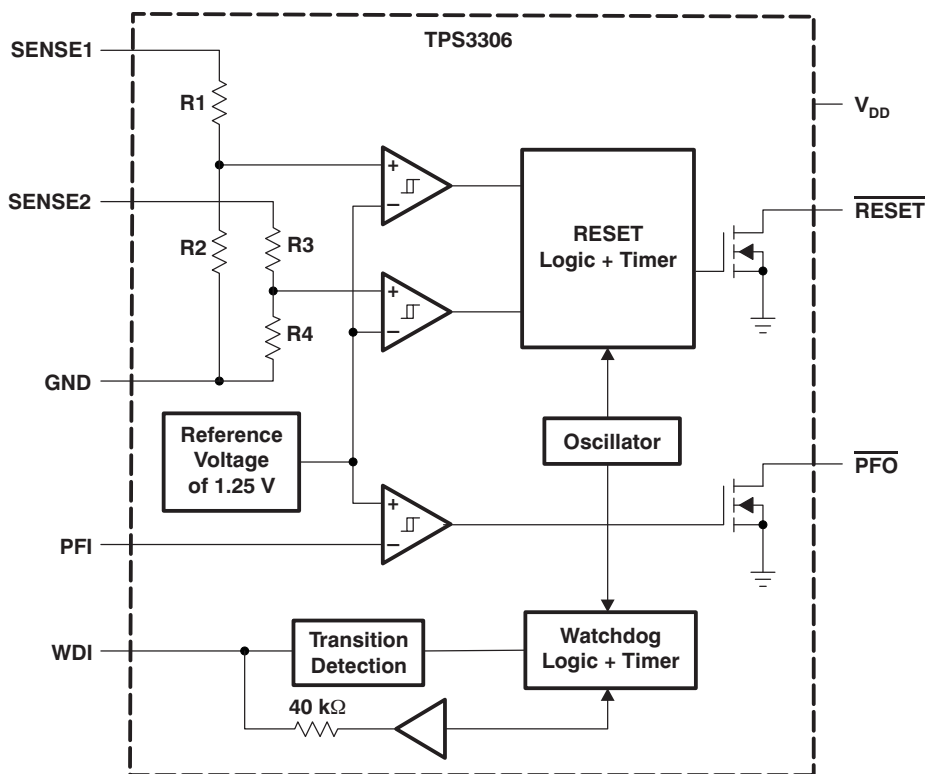 TPS3306
SENSE1
R1
V_DD
SENSE2
R2
R3
R4
+
−
+
−
RESET
Logic + Timer
RESET
GND
Reference
Voltage
of 1.25 V
Oscillator
PFO
+
−
PFI
WDI
Transition
Detection
Watchdog
Logic + Timer
40 kΩ